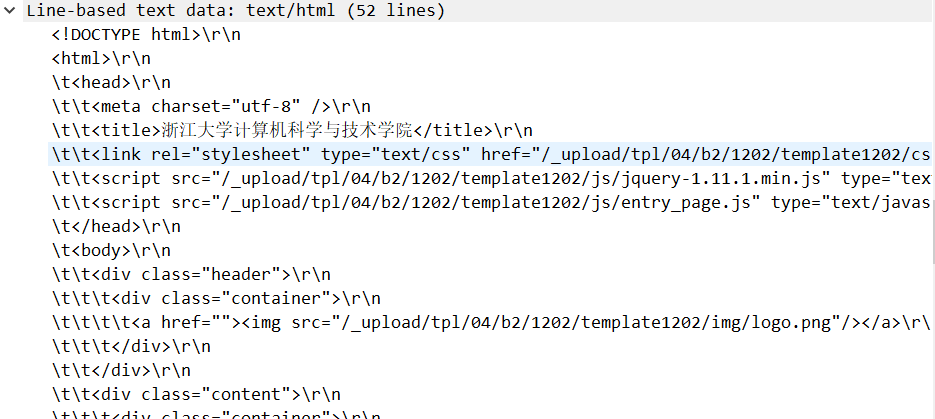 Line-based text data: text/html (52 lines)
<!DOCTYPE html>\r\n
<html>\r\n
\t<head>\r\n
\t\t<meta charset="utf-8" />\r\n
\t\t<title>浙江大学计算机科学与技术学院</title>\r\n
\t\t<link rel="stylesheet" type="text/css" href="/_upload/tpl/04/b2/1202/template1202/cs
\t\t<script src="/_upload/tpl/04/b2/1202/template1202/js/jquery-1.11.1.min.js" type="tex
\t\t<script src="/_upload/tpl/04/b2/1202/template1202/js/entry_page.js" type="text/javas
\t</head>\r\n
\t<body>\r\n
\t\t<div class="header">\r\n
\t\t\t<div class="container">\r\n
\t\t\t\t<a href=""><img src="/_upload/tpl/04/b2/1202/template1202/img/logo.png"/></a>\r\
\t\t\t</div>\r\n
\t\t</div>\r\n
\t\t<div class="content">\r\n
\t\t\t<div class="container">\r\n